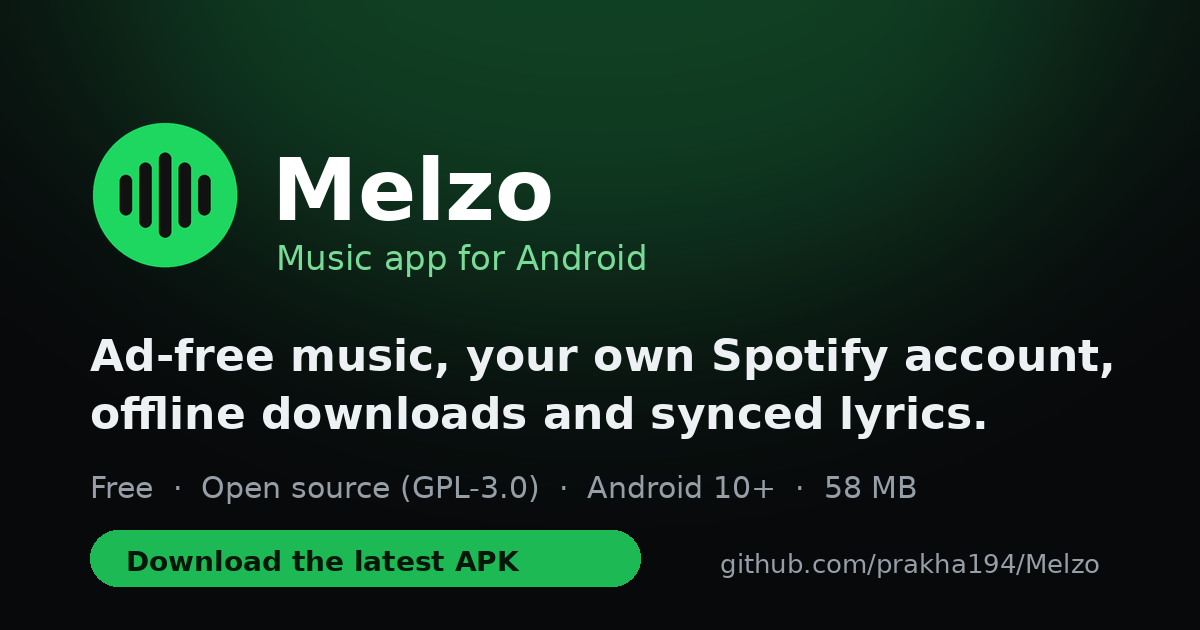 Melzo
Music app for Android
Ad-free music, your own Spotify account,
offline downloads and synced lyrics.
Free · Open source (GPL-3.0) · Android 10+ · 58 MB
Download the latest APK
github.com/prakha194/Melzo